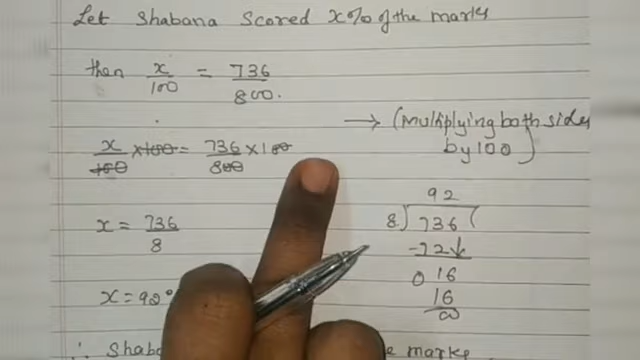 Let Shabana Scored x% of the marks
then x/100 = 736/800.
x/100 × 100 = 736/800 × 100 → (Multiplying both sides by 100)
x = 736/8
92
8) 736 (
-72↓
016
16
00
x = 92%
∴ Shaba e marks.